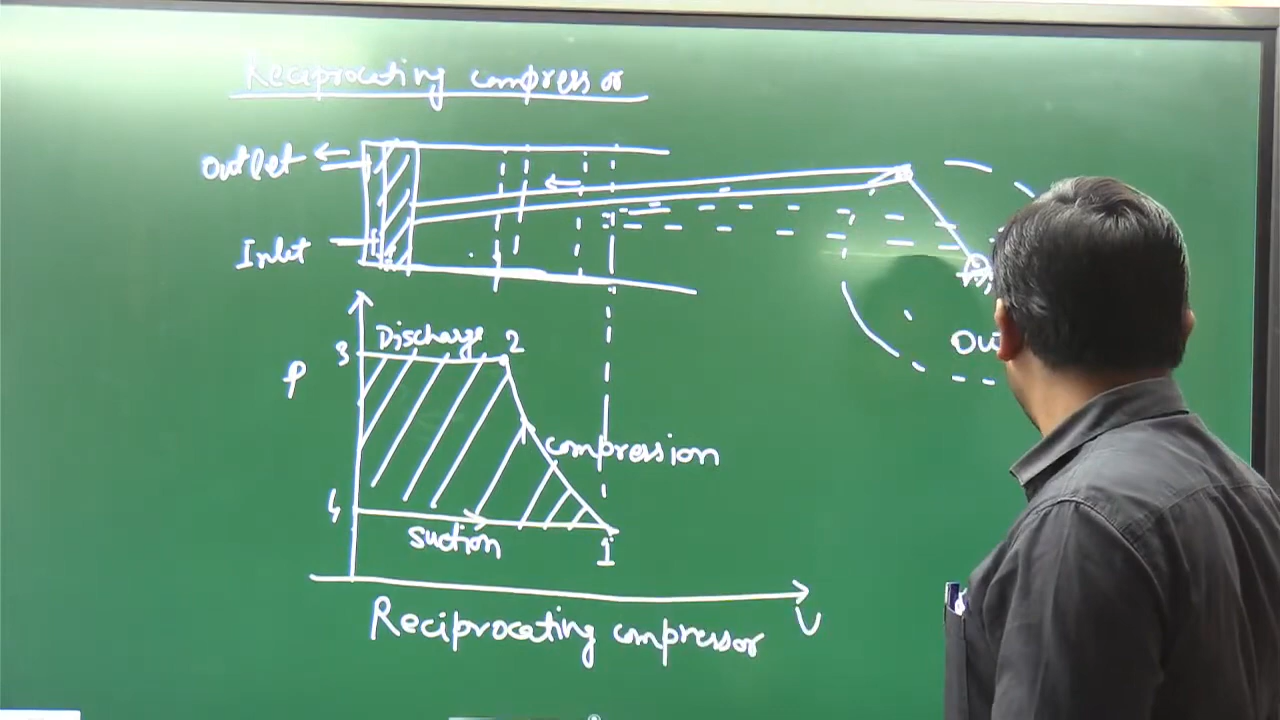 Reciprocating compressor
Outlet
Inlet
Discharge
3
2
P
compression
4
suction
1
V
Reciprocating compressor